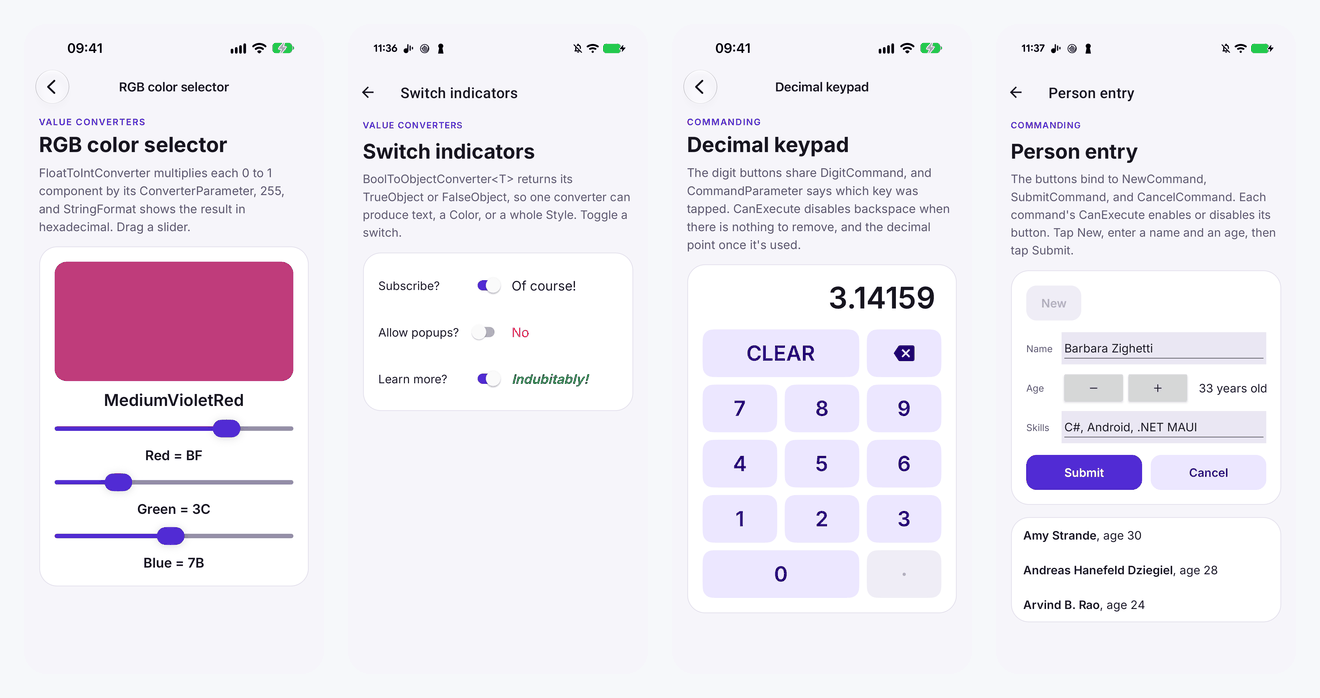 09:41
RGB color selector
VALUE CONVERTERS
RGB color selector
FloatToIntConverter multiplies each 0 to 1
component by its ConverterParameter, 255,
and StringFormat shows the result in
hexadecimal. Drag a slider.
MediumVioletRed
Red = BF
Green = 3C
Blue = 7B
11:36
Switch indicators
VALUE CONVERTERS
Switch indicators
BoolToObjectConverter<T> returns its
TrueObject or FalseObject, so one converter can
produce text, a Color, or a whole Style. Toggle a
switch.
Subscribe? Of course!
Allow popups? No
Learn more? Indubitably!
09:41
Decimal keypad
COMMANDING
Decimal keypad
The digit buttons share DigitCommand, and
CommandParameter says which key was
tapped. CanExecute disables backspace when
there is nothing to remove, and the decimal
point once it's used.
3.14159
CLEAR
7 8 9
4 5 6
1 2 3
0 .
11:37
Person entry
COMMANDING
Person entry
The buttons bind to NewCommand,
SubmitCommand, and CancelCommand. Each
command's CanExecute enables or disables its
button. Tap New, enter a name and an age, then
tap Submit.
New
Name Barbara Zighetti
Age − + 33 years old
Skills C#, Android, .NET MAUI
Submit Cancel
Amy Strande, age 30
Andreas Hanefeld Dziegiel, age 28
Arvind B. Rao, age 24